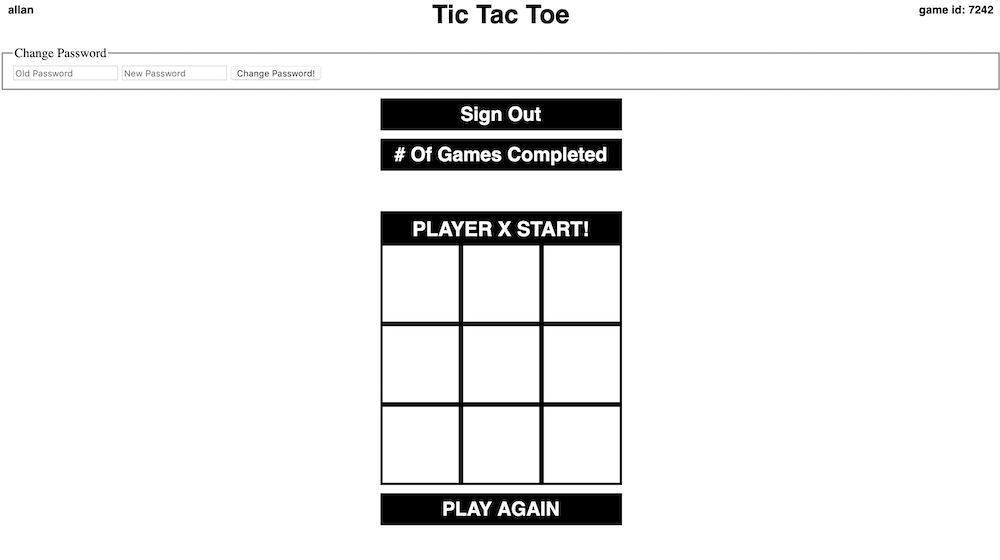 allan
Tic Tac Toe
game id: 7242
Change Password
Old Password New Password Change Password!
Sign Out
# Of Games Completed
PLAYER X START!
PLAY AGAIN